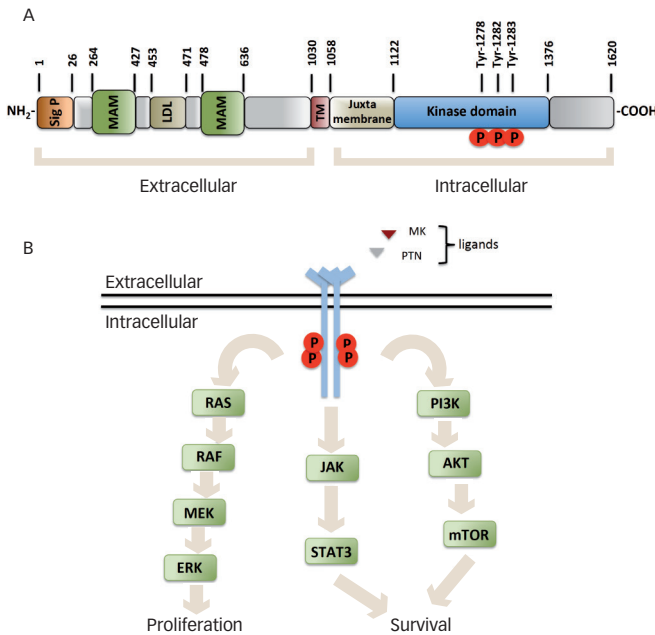 A
1 26 264 427 453 471 478 636 1030 1058 1122 Tyr-1278 Tyr-1282 Tyr-1283 1376 1620
NH2- Sig P MAM LDL MAM TM Juxta membrane Kinase domain -COOH
P P P
Extracellular Intracellular
B
MK
PTN
ligands
Extracellular
Intracellular
P P
P P
RAS PI3K
RAF JAK AKT
MEK mTOR
ERK STAT3
Proliferation Survival